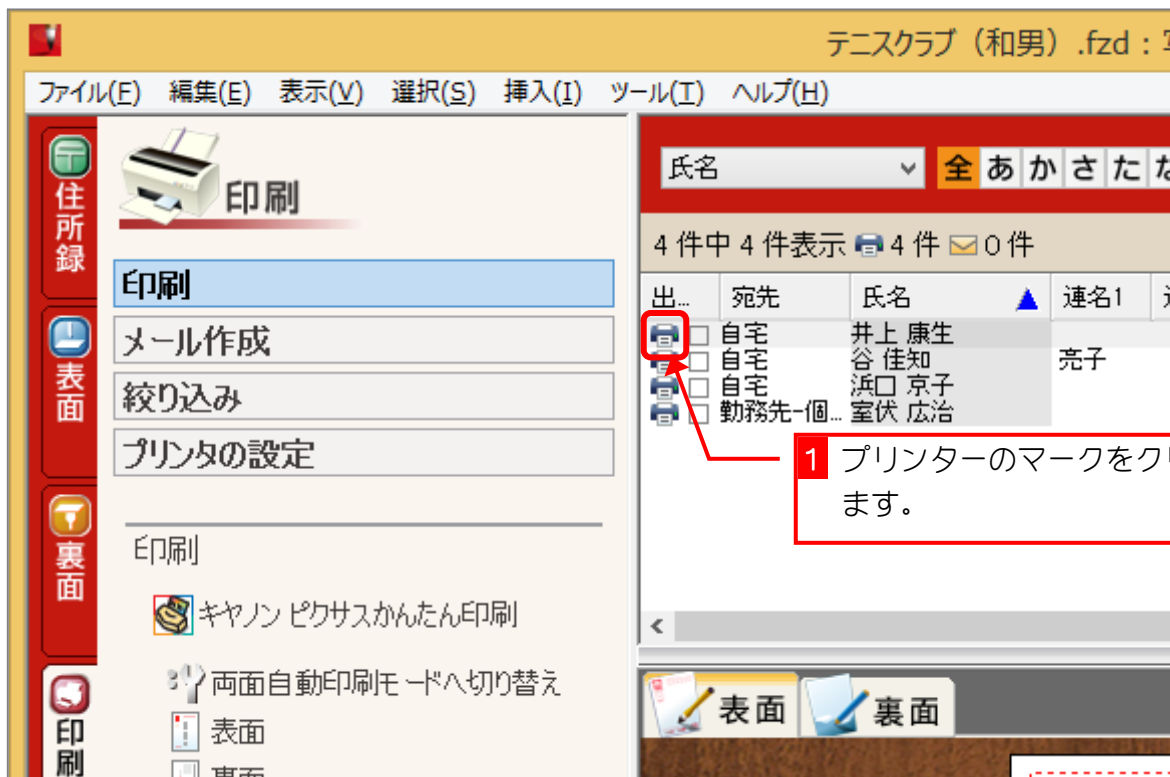 テニスクラブ（和男）.fzd：
ファイル(F) 編集(E) 表示(V) 選択(S) 挿入(I) ツール(T) ヘルプ(H)
住所録
表面
裏面
印刷
印刷
印刷
メール作成
絞り込み
プリンタの設定
印刷
キヤノン ピクサスかんたん印刷
両面自動印刷モードへ切り替え
表面
裏面
氏名
全 あ か さ た な
4 件中 4 件表示 4 件 0 件
出... 宛先 氏名 連名1
自宅 井上 康生
自宅 谷 佳知 亮子
自宅 浜口 京子
勤務先-個... 室伏 広治
1 プリンターのマークをク
ます。
表面 裏面